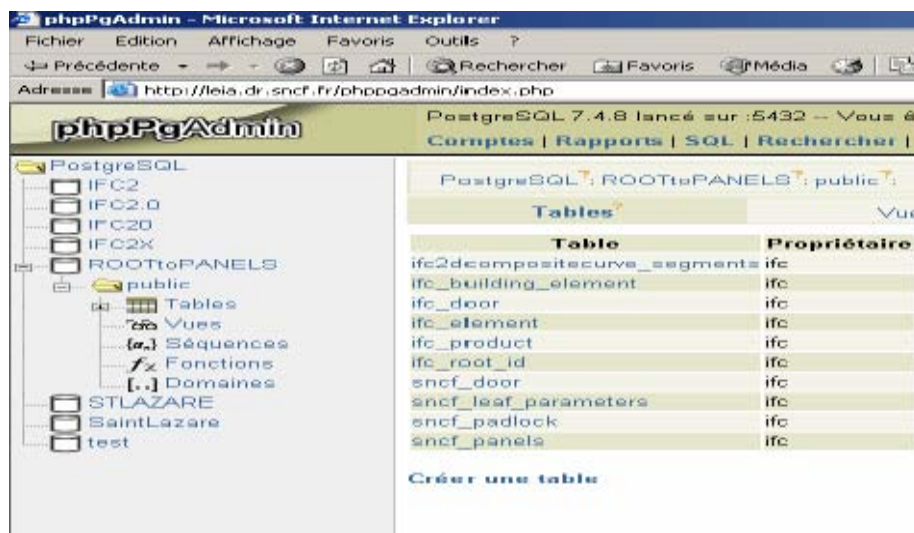 phpPgAdmin - Microsoft Internet Explorer
Fichier Edition Affichage Favoris Outils ?
Précédente Rechercher Favoris Média
Adresse http://leia.dr.sncf.fr/phppgadmin/index.php
phpPgAdmin
PostgreSQL 7.4.8 lancé sur :5432 -- Vous
Comptes | Rapports | SQL | Rechercher |
PostgreSQL
IFC2
IFC2.0
IFC20
IFC2X
ROOTtoPANELS
public
Tables
Vues
{a,n} Séquences
fx Fonctions
[..] Domaines
STLAZARE
SaintLazare
test
PostgreSQL?: ROOTtoPANELS?: public?:
Tables?
Table Propriétaire
ifc2dcompositecurve_segments ifc
ifc_building_element ifc
ifc_door ifc
ifc_element ifc
ifc_product ifc
ifc_root_id ifc
sncf_door ifc
sncf_leaf_parameters ifc
sncf_padlock ifc
sncf_panels ifc
Créer une table